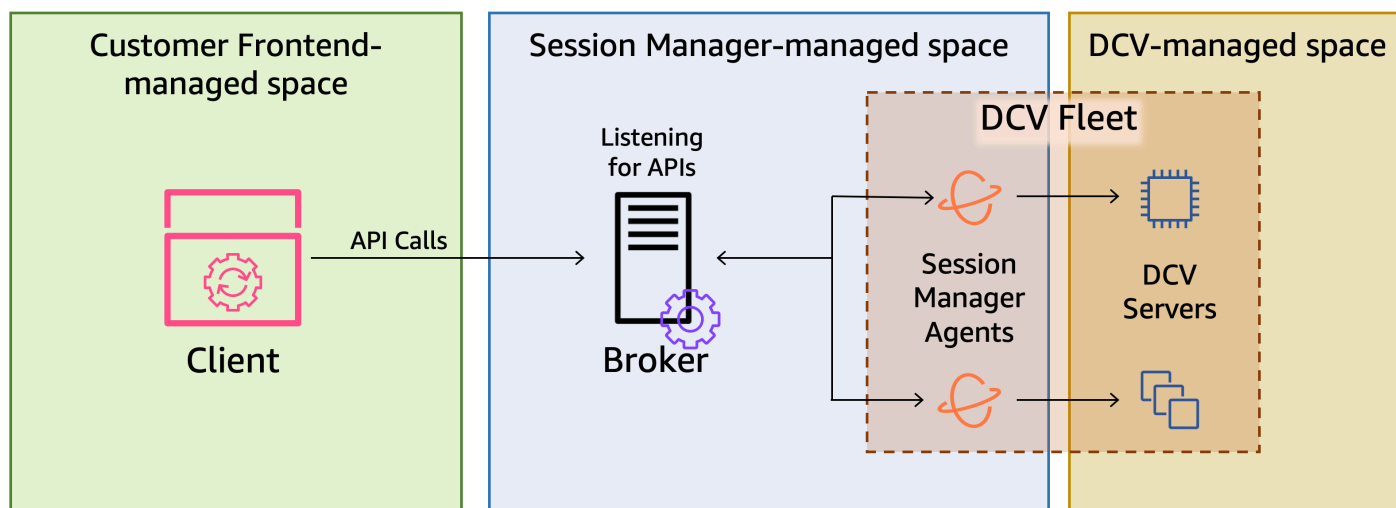 Customer Frontend-
managed space
Session Manager-managed space
DCV-managed space
DCV Fleet
Listening
for APIs
API Calls
Client
Broker
Session
Manager
Agents
DCV
Servers